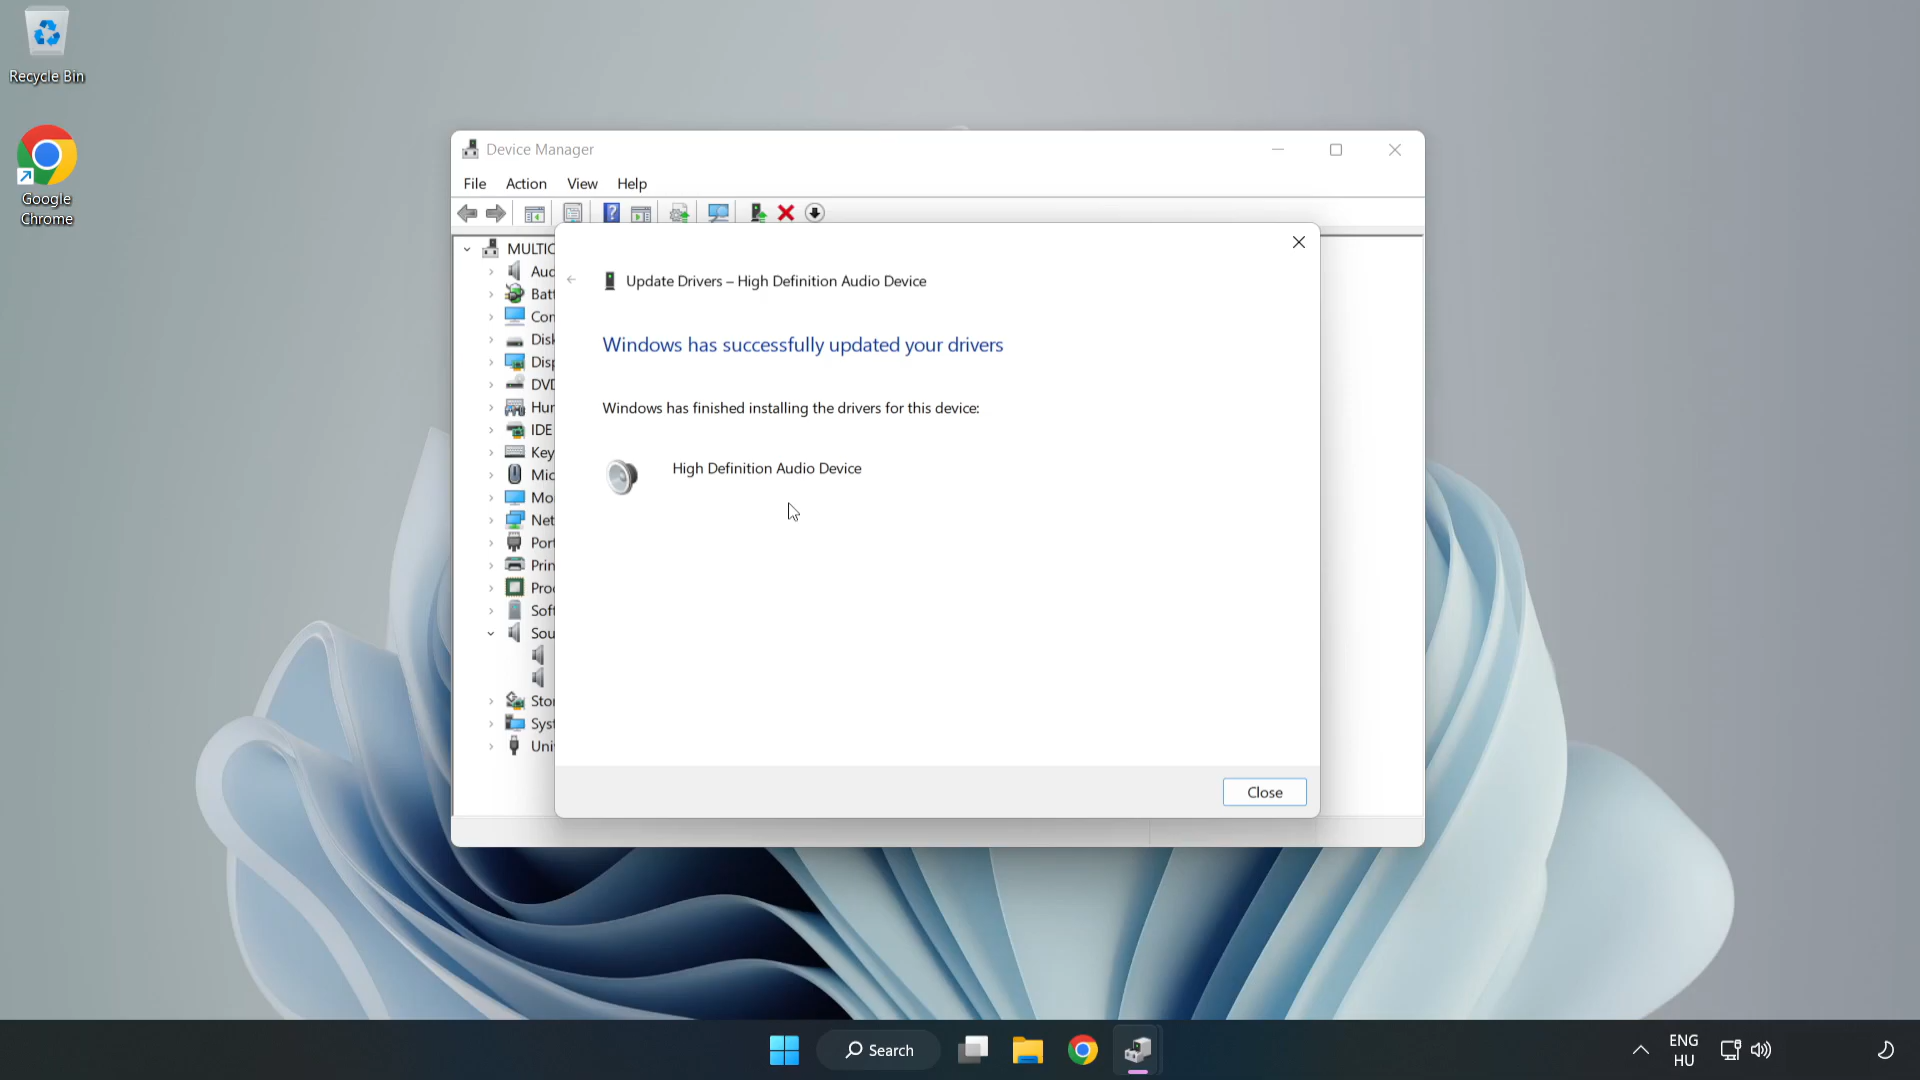 Recycle Bin
Google
Chrome
Device Manager
File Action View Help
MULTIC
Aud
Batt
Con
Disk
Disp
DVD
Hur
IDE
Key
Mic
Mor
Net
Port
Prin
Proc
Soft
Sou
Stor
Syst
Uni
Update Drivers – High Definition Audio Device
Windows has successfully updated your drivers
Windows has finished installing the drivers for this device:
High Definition Audio Device
Close
Search
ENG
HU